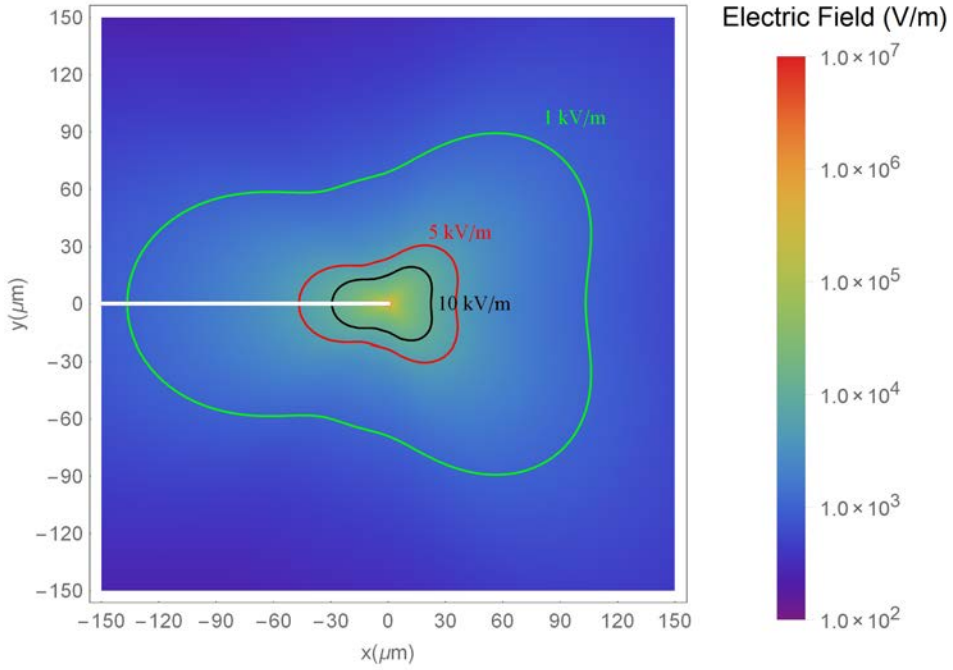 Electric Field (V/m)
150
120
90
60
30
0
−30
−60
−90
−120
−150
y(μm)
1 kV/m
5 kV/m
10 kV/m
−150 −120 −90 −60 −30 0 30 60 90 120 150
x(μm)
1.0×10⁷
1.0×10⁶
1.0×10⁵
1.0×10⁴
1.0×10³
1.0×10²